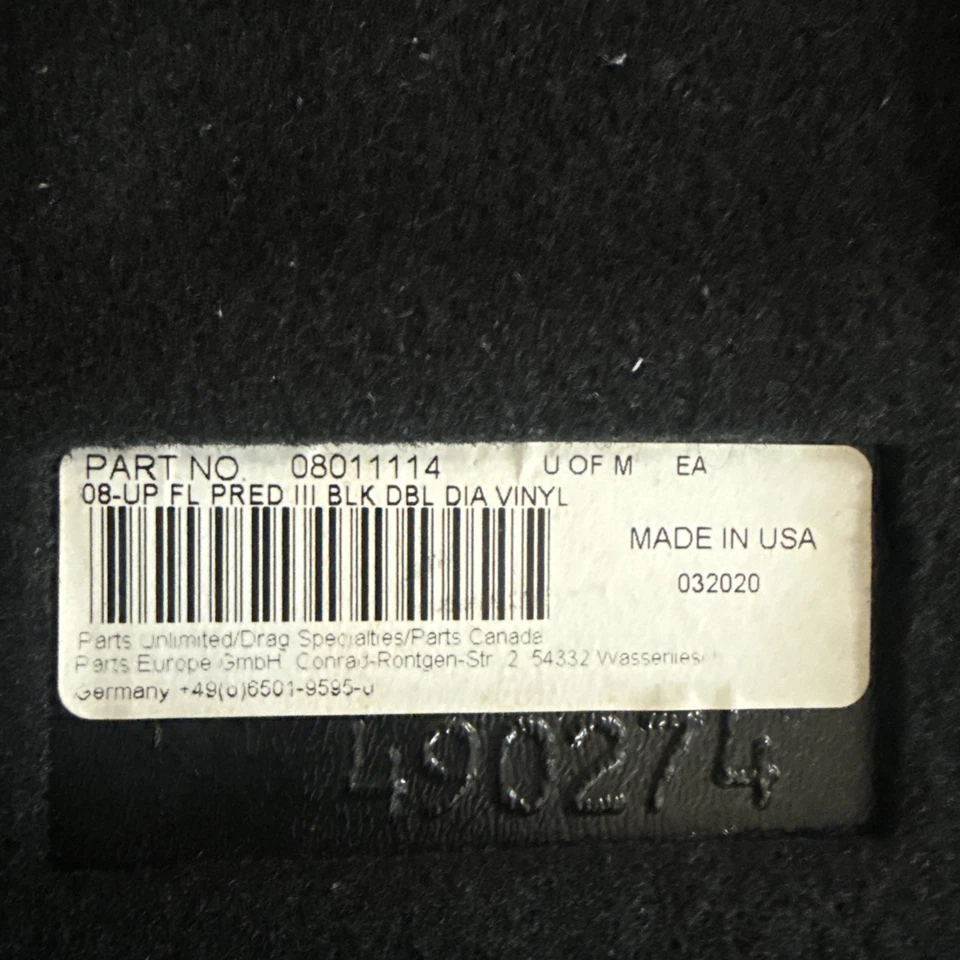 PART NO. 08011114 U OF M EA
08-UP FL PRED III BLK DBL DIA VINYL
MADE IN USA
032020
Parts Unlimited/Drag Specialties/Parts Canada
Parts Europe GmbH Conrad-Rontgen-Str 2 54332
Germany +49(0)6501-9595-0
490274